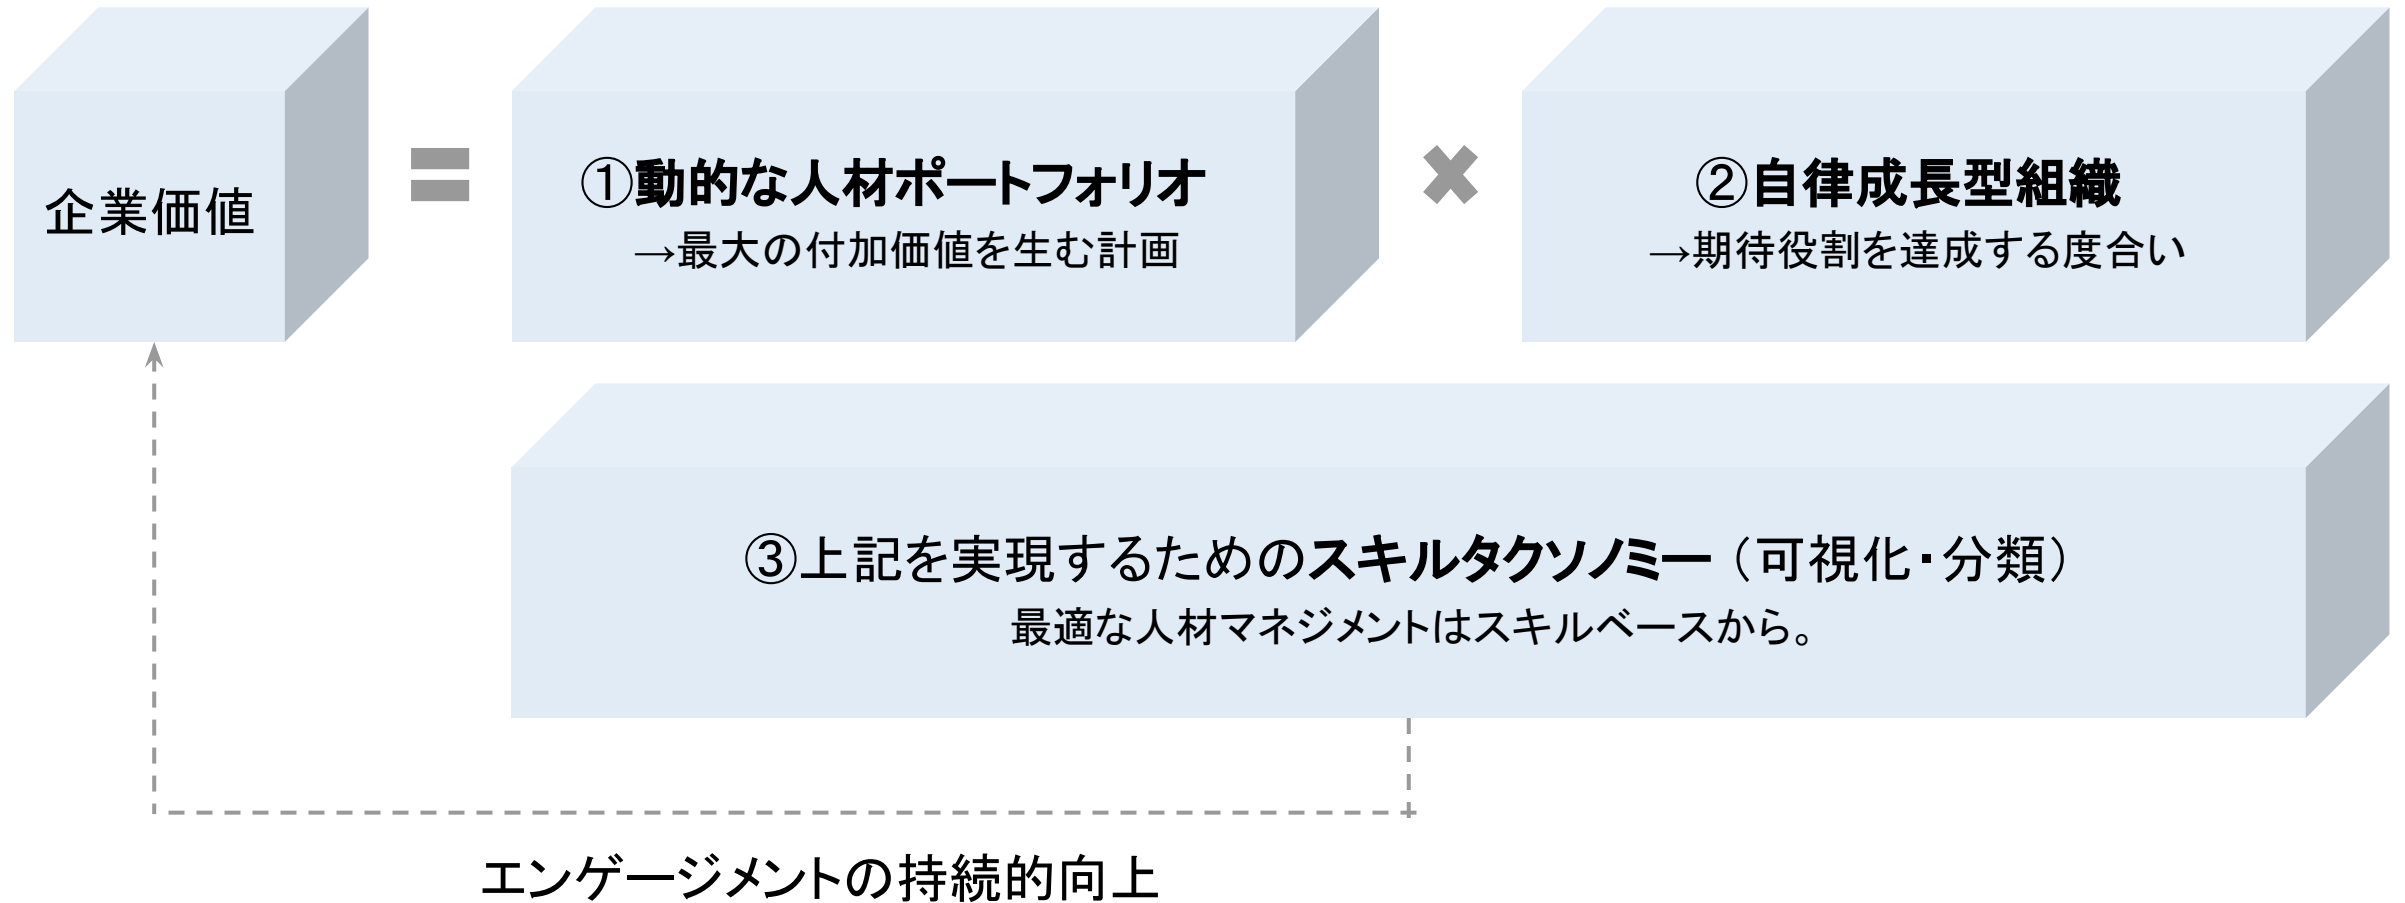 企業価値
=
①動的な人材ポートフォリオ
→最大の付加価値を生む計画
×
②自律成長型組織
→期待役割を達成する度合い
③上記を実現するためのスキルタクソノミー（可視化・分類）
最適な人材マネジメントはスキルベースから。
エンゲージメントの持続的向上